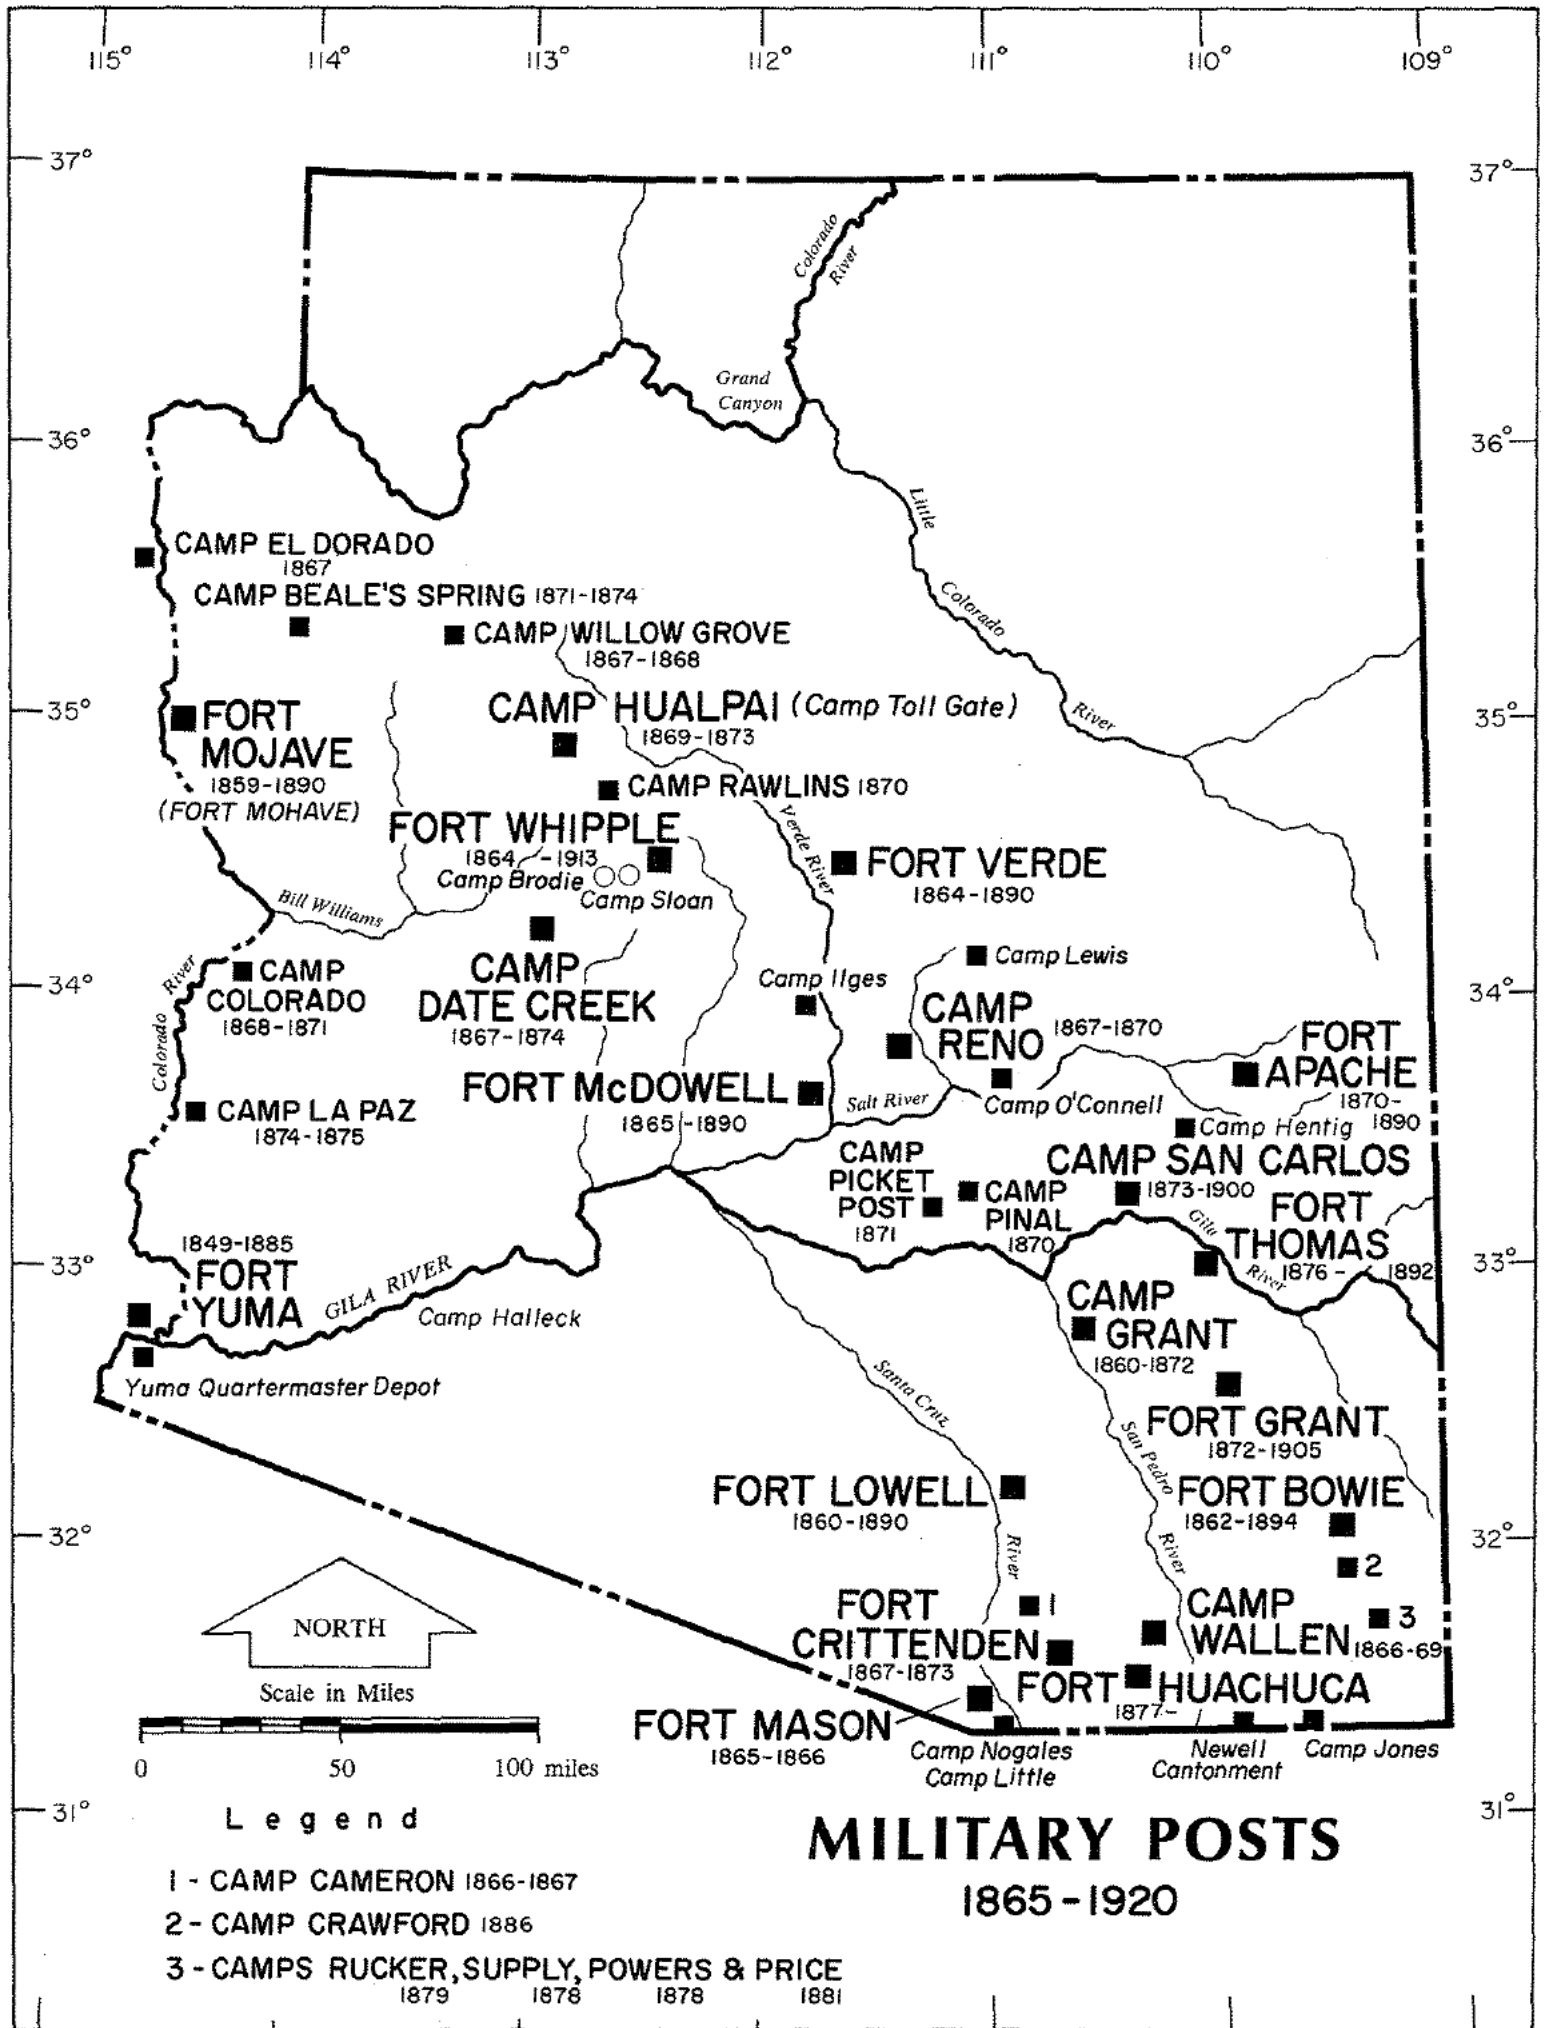 115° 114° 113° 112° 111° 110° 109°
37° 37°
Colorado
River
Grand
Canyon
36° 36°
Little
Colorado
River
CAMP EL DORADO
1867
CAMP BEALE'S SPRING 1871-1874
CAMP WILLOW GROVE
1867-1868
35° 35°
FORT
MOJAVE
1859-1890
(FORT MOHAVE)
CAMP HUALPAI (Camp Toll Gate)
1869-1873
CAMP RAWLINS 1870
FORT WHIPPLE
1864 -1913
Camp Brodie
Camp Sloan
Verde River
FORT VERDE
1864-1890
Bill Williams
Camp Lewis
34° 34°
River
Colorado
CAMP
COLORADO
1868-1871
CAMP
DATE CREEK
1867-1874
Camp Ilges
CAMP
RENO
1867-1870
FORT
APACHE
1870-
1890
FORT McDOWELL
1865-1890
Salt River
Camp O'Connell
CAMP LA PAZ
1874-1875
Camp Hentig
CAMP
PICKET
POST
1871
CAMP
PINAL
1870
CAMP SAN CARLOS
1873-1900
FORT
THOMAS
1876 - 1892
Gila
River
33° 33°
1849-1885
FORT
YUMA
GILA RIVER
Camp Halleck
Yuma Quartermaster Depot
CAMP
GRANT
1860-1872
Santa Cruz
River
San Pedro
River
FORT GRANT
1872-1905
FORT LOWELL
1860-1890
FORT BOWIE
1862-1894
32° 32°
2
1
3
FORT
CRITTENDEN
1867-1873
CAMP
WALLEN 1866-69
FORT HUACHUCA
1877-
FORT MASON
1865-1866
Camp Nogales
Camp Little
Newell
Cantonment
Camp Jones
NORTH
Scale in Miles
0 50 100 miles
31° 31°
Legend
1 - CAMP CAMERON 1866-1867
2 - CAMP CRAWFORD 1886
3 - CAMPS RUCKER, SUPPLY, POWERS & PRICE
1879 1878 1878 1881
MILITARY POSTS
1865-1920